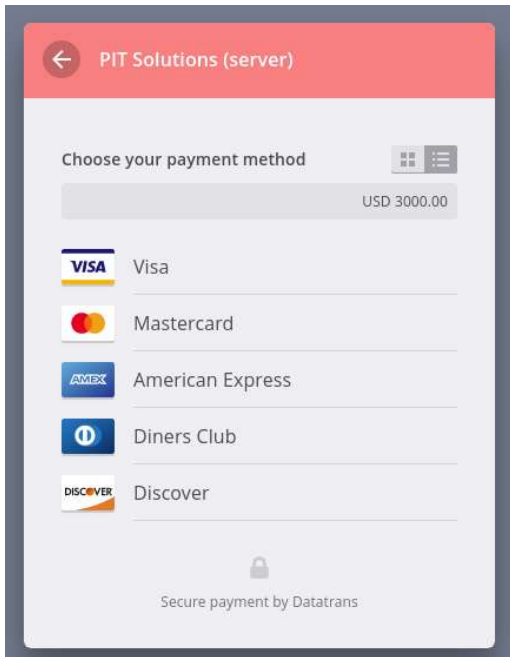 PIT Solutions (server)
Choose your payment method
USD 3000.00
VISA Visa
Mastercard
AMEX American Express
Diners Club
DISCOVER Discover
Secure payment by Datatrans